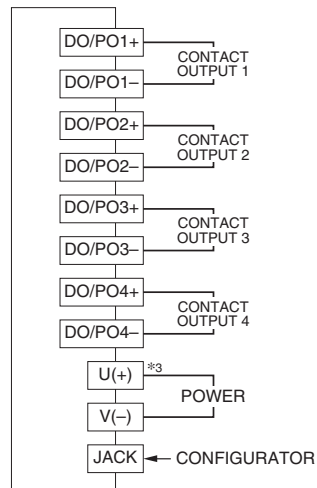 DO/PO1+
CONTACT
OUTPUT 1
DO/PO1–
DO/PO2+
CONTACT
OUTPUT 2
DO/PO2–
DO/PO3+
CONTACT
OUTPUT 3
DO/PO3–
DO/PO4+
CONTACT
OUTPUT 4
DO/PO4–
U(+) *3
POWER
V(–)
JACK CONFIGURATOR